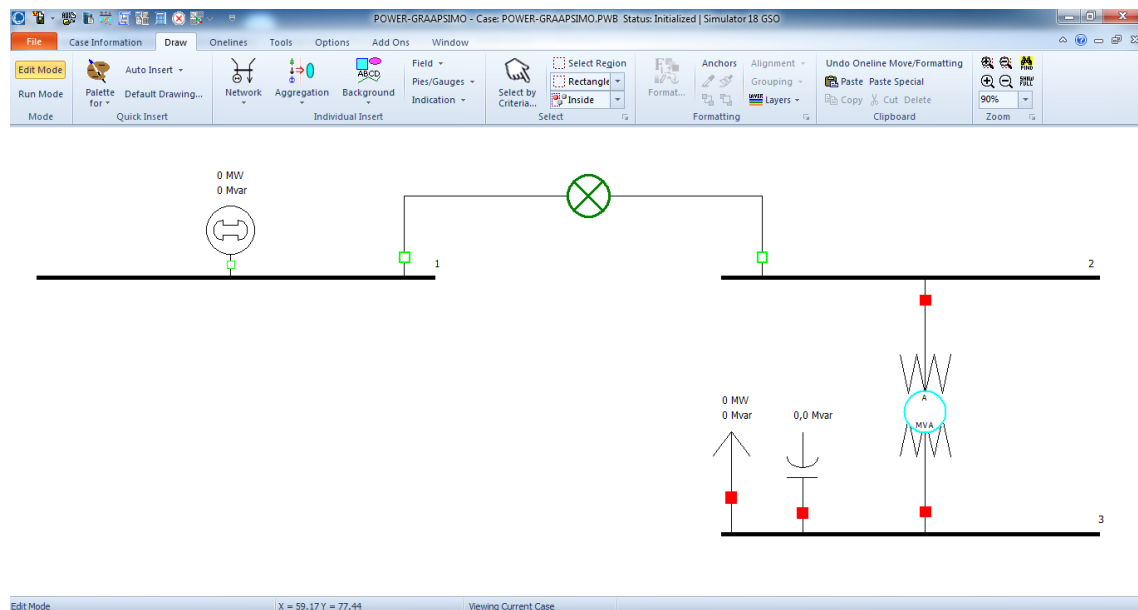 POWER-GRAAPSIMO - Case: POWER-GRAAPSIMO.PWB Status: Initialized | Simulator 18 GSO
File Case Information Draw Onelines Tools Options Add Ons Window
Edit Mode
Run Mode
Mode
Palette for
Auto Insert
Default Drawing...
Quick Insert
Network
Aggregation
ABCD
Background
Field
Pies/Gauges
Indication
Individual Insert
Select by Criteria...
Select Region
Rectangle
Inside
Select
Format...
Anchors
Alignment
Grouping
Layers
Formatting
Undo Oneline Move/Formatting
Paste Paste Special
Copy Cut Delete
Clipboard
FIND
SHOW FULL
90%
Zoom
0 MW
0 Mvar
1
2
A
MVA
0 MW
0 Mvar
0,0 Mvar
3
Edit Mode X = 59.17 Y = 77.44 Viewing Current Case